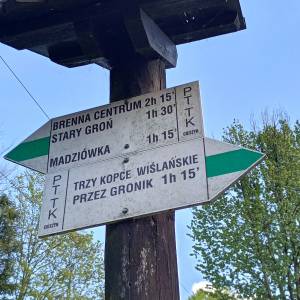 BRENNA CENTRUM 2h 15'
STARY GROŃ 1h 30'
MADZIÓWKA 1h 15'
PTTK
TRZY KOPCE WIŚLAŃSKIE
PRZEZ GRONIK 1h 15'
PTTK